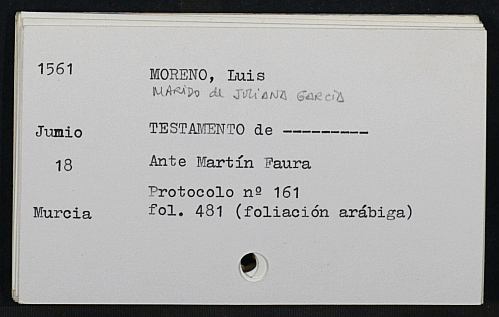 1561 MORENO, Luis
MARIDO de JULIANA GARCIA
Junio TESTAMENTO de ---------
18 Ante Martín Faura
Protocolo nº 161
Murcia fol. 481 (foliación arábiga)